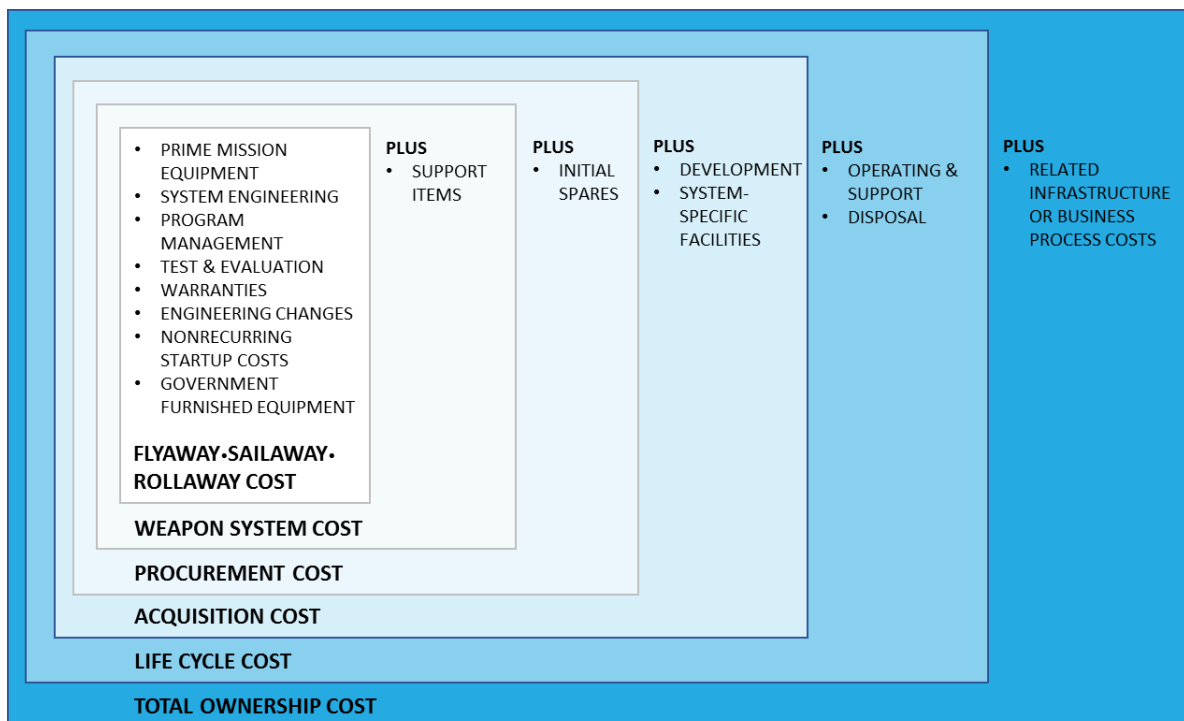 • PRIME MISSION
EQUIPMENT
• SYSTEM ENGINEERING
• PROGRAM
MANAGEMENT
• TEST & EVALUATION
• WARRANTIES
• ENGINEERING CHANGES
• NONRECURRING
STARTUP COSTS
• GOVERNMENT
FURNISHED EQUIPMENT
FLYAWAY•SAILAWAY•
ROLLAWAY COST
PLUS
• SUPPORT
ITEMS
WEAPON SYSTEM COST
PLUS
• INITIAL
SPARES
PROCUREMENT COST
PLUS
• DEVELOPMENT
• SYSTEM-
SPECIFIC
FACILITIES
ACQUISITION COST
PLUS
• OPERATING &
SUPPORT
• DISPOSAL
LIFE CYCLE COST
PLUS
• RELATED
INFRASTRUCTURE
OR BUSINESS
PROCESS COSTS
TOTAL OWNERSHIP COST